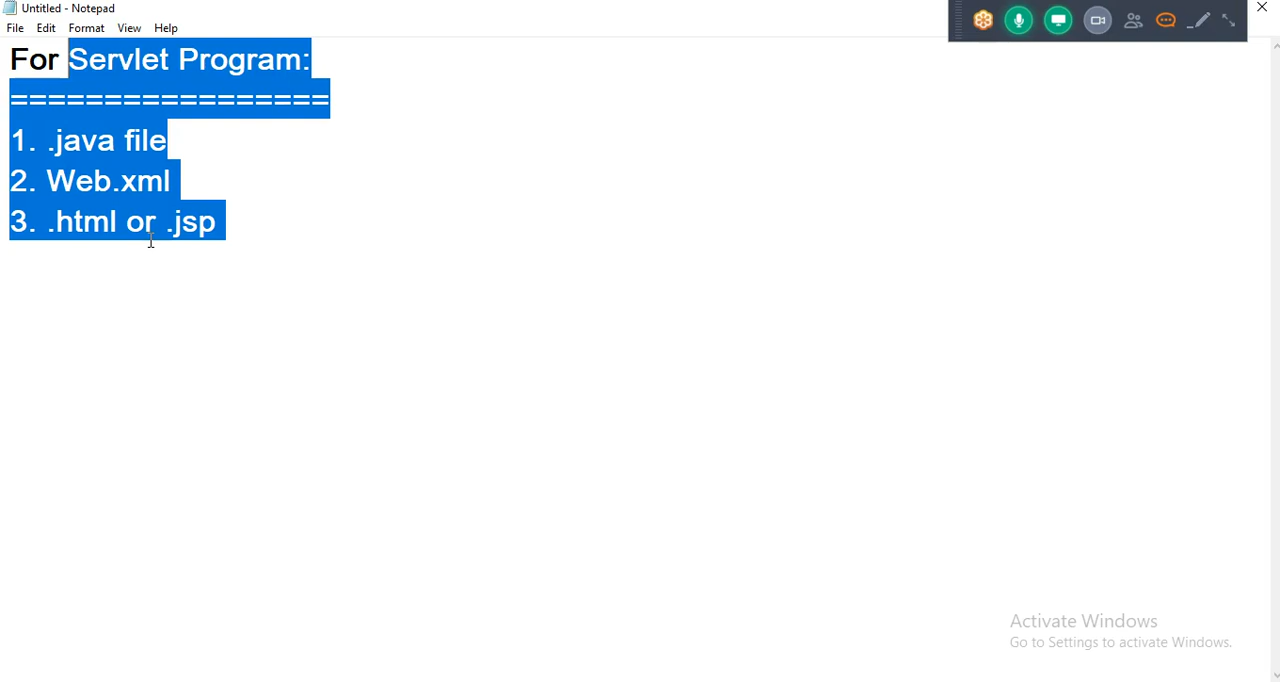 Untitled - Notepad
File Edit Format View Help
For Servlet Program:
=================
1. .java file
2. Web.xml
3. .html or .jsp
Activate Windows
Go to Settings to activate Windows.